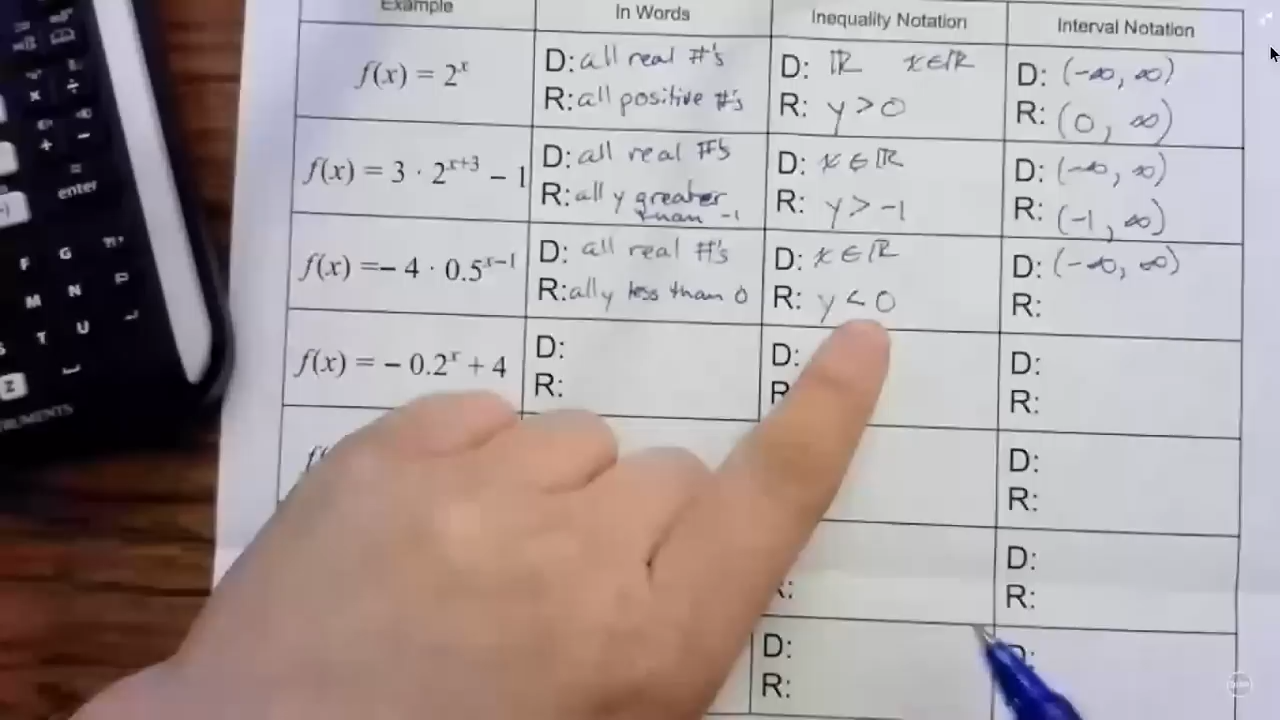 Example In Words Inequality Notation Interval Notation
f(x) = 2^x D: all real #'s D: ℝ x∈ℝ D: (-∞, ∞)
R: all positive #'s R: y > 0 R: (0, ∞)
f(x) = 3 · 2^{x+3} − 1 D: all real #'s D: x∈ℝ D: (-∞, ∞)
R: all y greater R: y > -1 R: (-1, ∞)
than -1
f(x) =− 4 · 0.5^{x−1} D: all real #'s D: x∈ℝ D: (-∞, ∞)
R: all y less than 0 R: y < 0 R:
f(x) = − 0.2^x + 4 D: D: D:
R: R R:
D:
R:
D:
R: R:
D: D:
R:
enter
F G
M N P
T U
Z